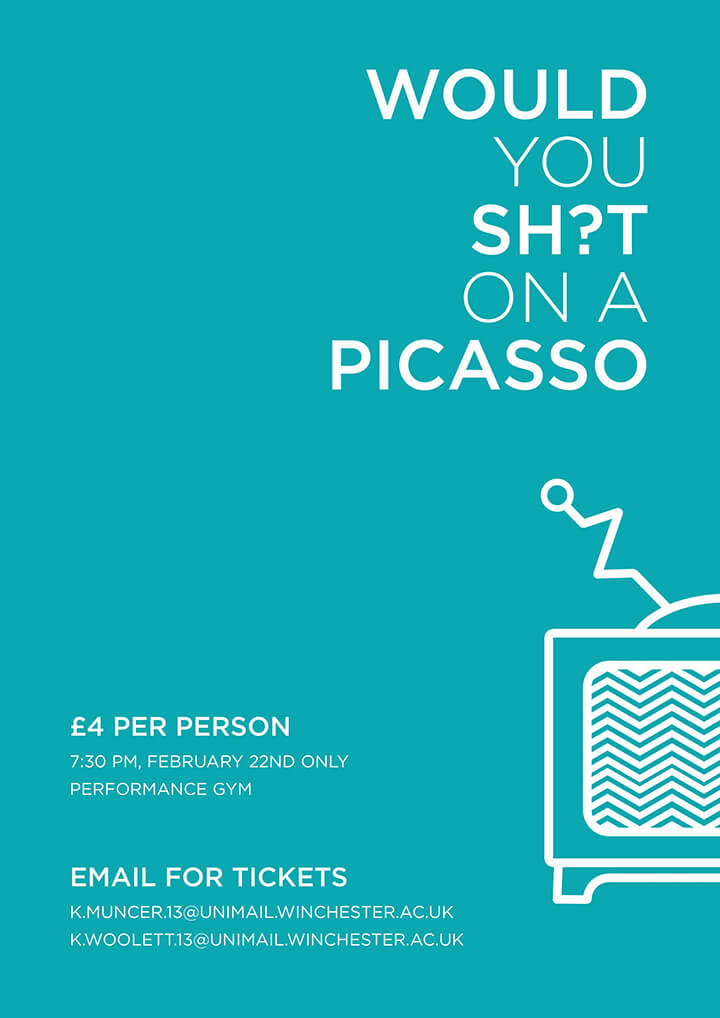 WOULD
YOU
SH?T
ON A
PICASSO
£4 PER PERSON
7:30 PM, FEBRUARY 22ND ONLY
PERFORMANCE GYM
EMAIL FOR TICKETS
K.MUNCER.13@UNIMAIL.WINCHESTER.AC.UK
K.WOOLETT.13@UNIMAIL.WINCHESTER.AC.UK